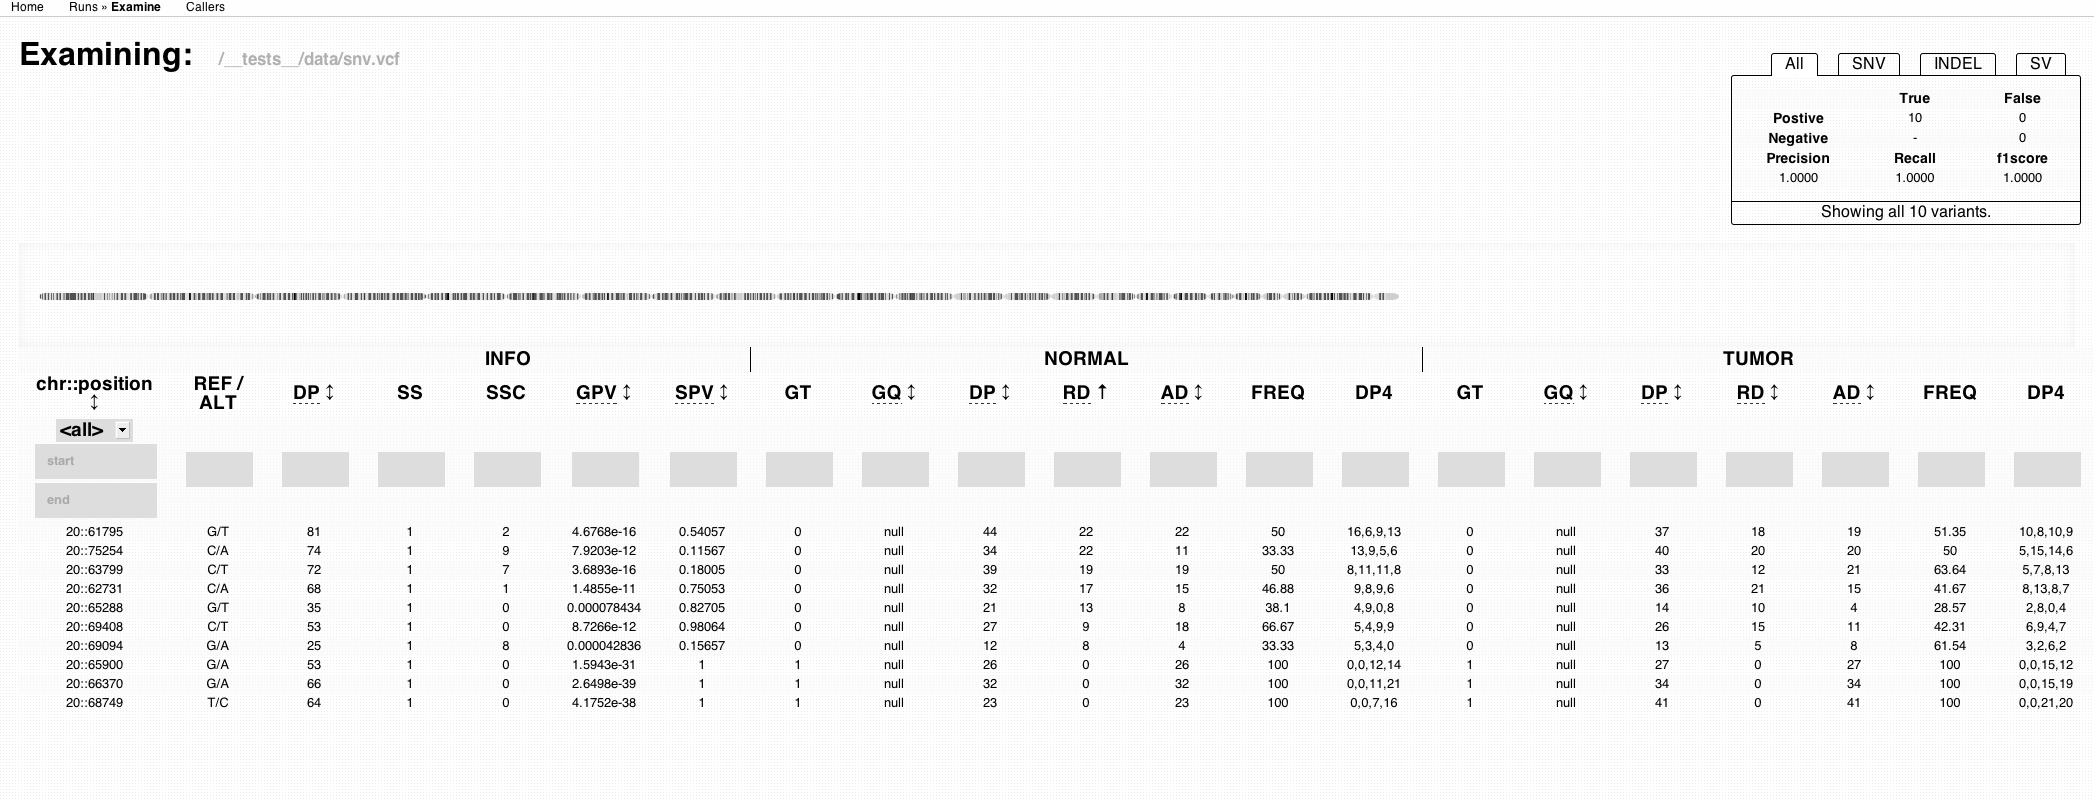 Home Runs » Examine Callers
Examining: /__tests__/data/snv.vcf
All SNV INDEL SV
True False
Postive 10 0
Negative - 0
Precision Recall f1score
1.0000 1.0000 1.0000
Showing all 10 variants.
INFO NORMAL TUMOR
chr::position ↕ REF / ALT DP ↕ SS SSC GPV ↕ SPV ↕ GT GQ ↕ DP ↕ RD ↑ AD ↕ FREQ DP4 GT GQ ↕ DP ↕ RD ↕ AD ↕ FREQ DP4
<all>
start
end
20::61795 G/T 81 1 2 4.6768e-16 0.54057 0 null 44 22 22 50 16,6,9,13 0 null 37 18 19 51.35 10,8,10,9
20::75254 C/A 74 1 9 7.9203e-12 0.11567 0 null 34 22 11 33.33 13,9,5,6 0 null 40 20 20 50 5,15,14,6
20::63799 C/T 72 1 7 3.6893e-16 0.18005 0 null 39 19 19 50 8,11,11,8 0 null 33 12 21 63.64 5,7,8,13
20::62731 C/A 68 1 1 1.4855e-11 0.75053 0 null 32 17 15 46.88 9,8,9,6 0 null 36 21 15 41.67 8,13,8,7
20::65288 G/T 35 1 0 0.000078434 0.82705 0 null 21 13 8 38.1 4,9,0,8 0 null 14 10 4 28.57 2,8,0,4
20::69408 C/T 53 1 0 8.7266e-12 0.98064 0 null 27 9 18 66.67 5,4,9,9 0 null 26 15 11 42.31 6,9,4,7
20::69094 G/A 25 1 8 0.000042836 0.15657 0 null 12 8 4 33.33 5,3,4,0 0 null 13 5 8 61.54 3,2,6,2
20::65900 G/A 53 1 0 1.5943e-31 1 1 null 26 0 26 100 0,0,12,14 1 null 27 0 27 100 0,0,15,12
20::66370 G/A 66 1 0 2.6498e-39 1 1 null 32 0 32 100 0,0,11,21 1 null 34 0 34 100 0,0,15,19
20::68749 T/C 64 1 0 4.1752e-38 1 1 null 23 0 23 100 0,0,7,16 1 null 41 0 41 100 0,0,21,20